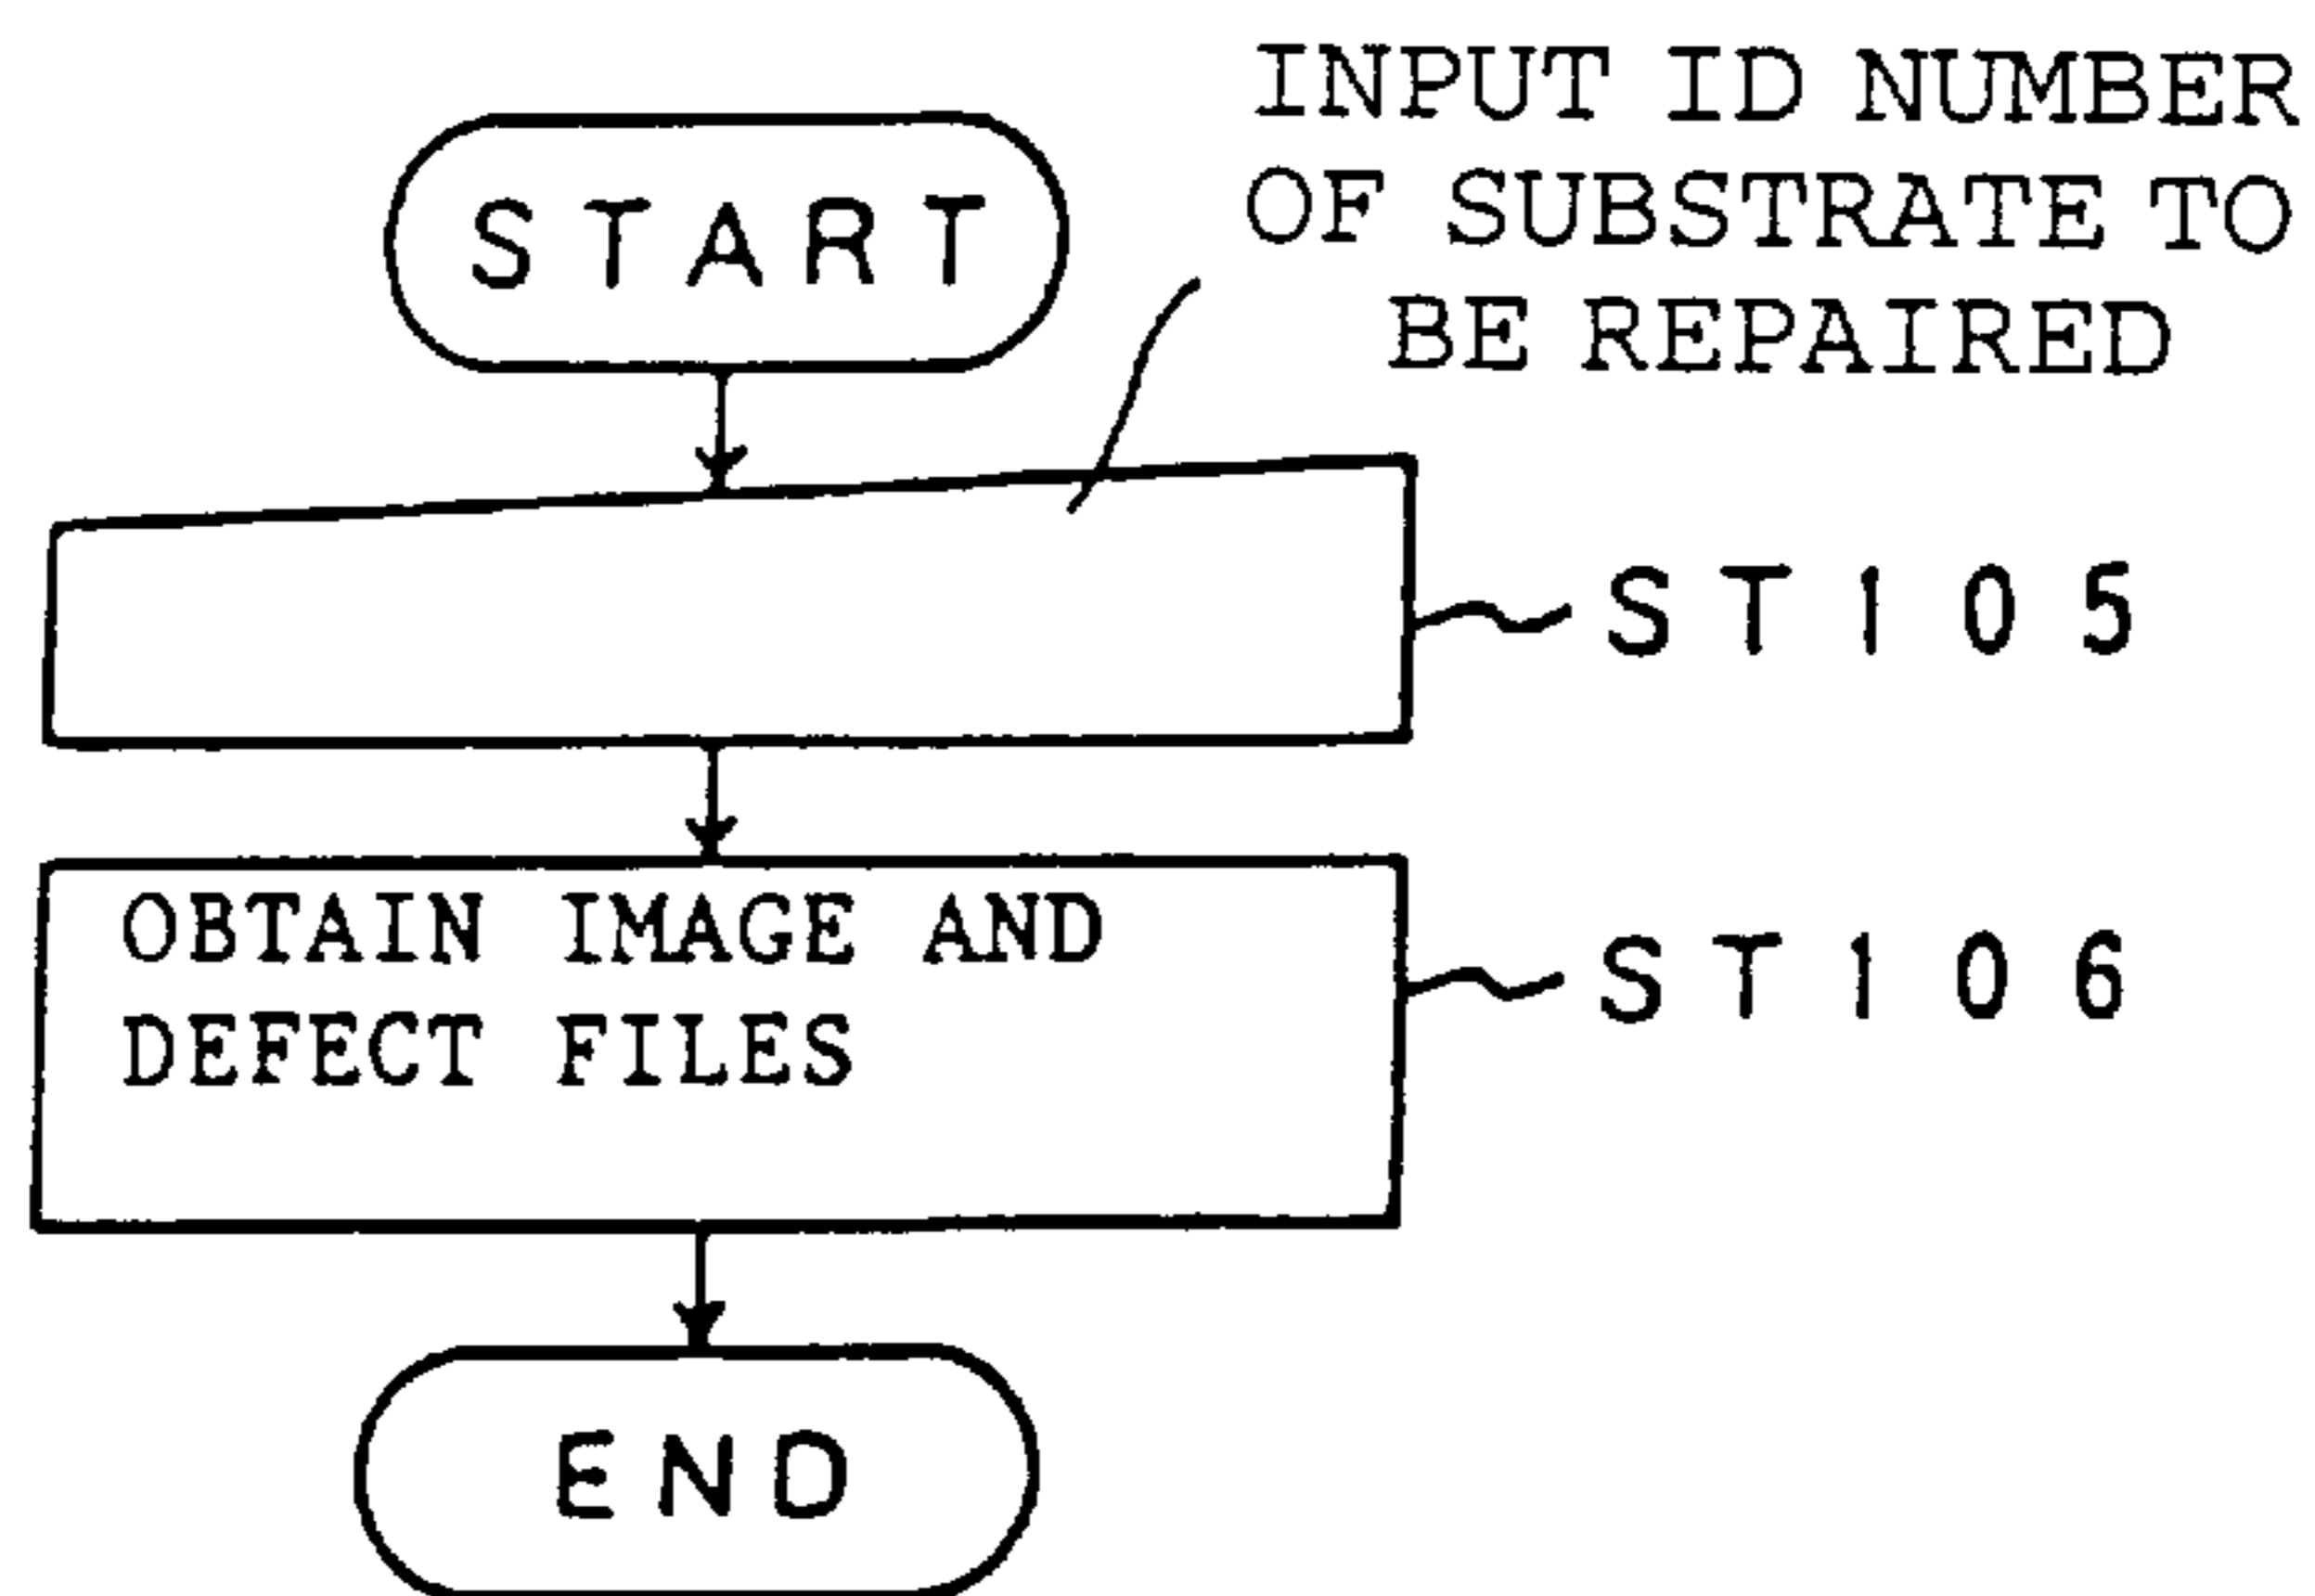 START
INPUT ID NUMBER
OF SUBSTRATE TO
BE REPAIRED
ST105
OBTAIN IMAGE AND
DEFECT FILES
ST106
END